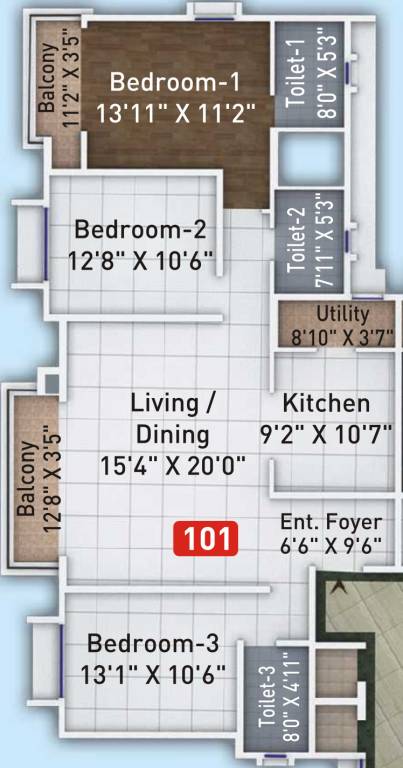 Balcony
11'2" X 3'5"
Bedroom-1
13'11" X 11'2"
Toilet-1
8'0" X 5'3"
Bedroom-2
12'8" X 10'6"
Toilet-2
7'11" X 5'3"
Utility
8'10" X 3'7"
Living /
Dining
15'4" X 20'0"
Kitchen
9'2" X 10'7"
Balcony
12'8" X 3'5"
101
Ent. Foyer
6'6" X 9'6"
Bedroom-3
13'1" X 10'6"
Toilet-3
8'0" X 4'11"